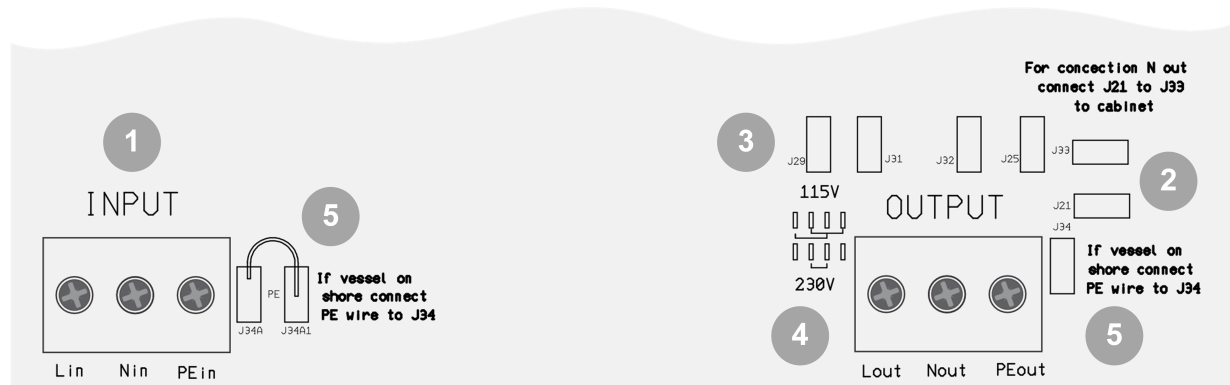 For concection N out
connect J21 to J33
to cabinet
1
3
J29
J31
J32
J25
J33
2
INPUT
5
115V
OUTPUT
J21
J34
If vessel on
shore connect
PE wire to J34
PE
J34A
J34A1
230V
If vessel on
shore connect
PE wire to J34
4
5
Lin
Nin
PEin
Lout
Nout
PEout